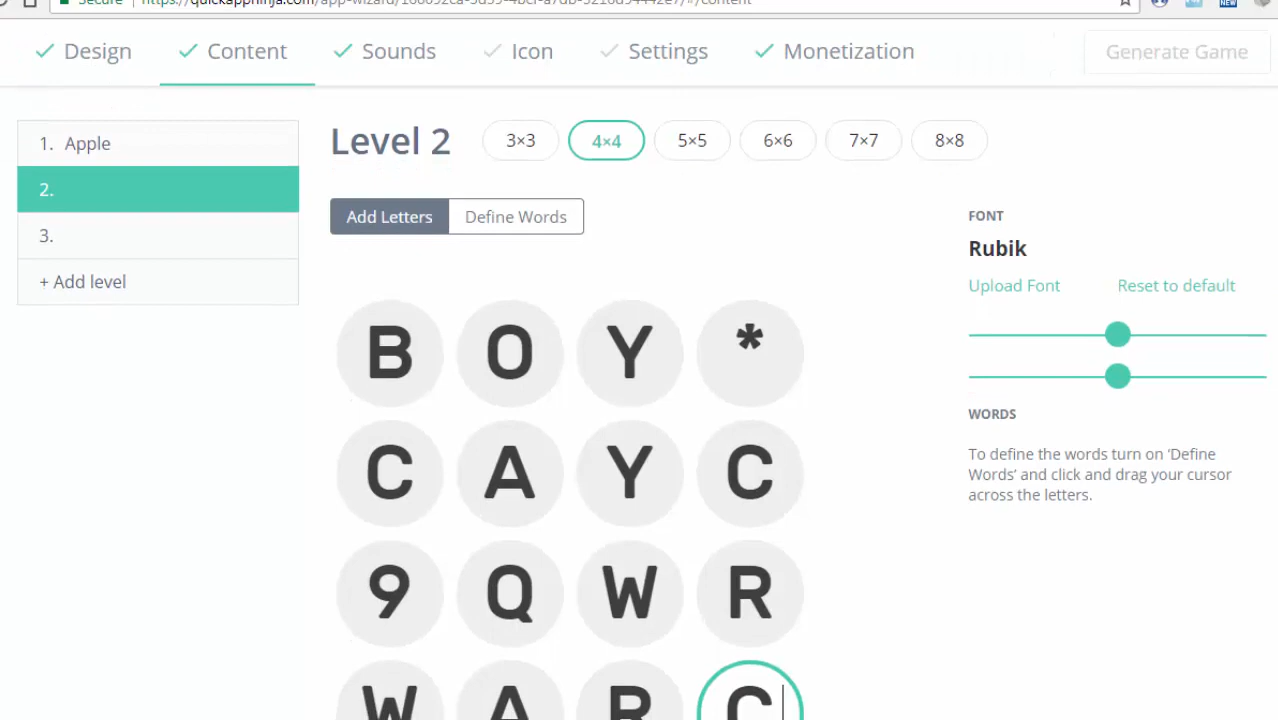 Design Content Sounds Icon Settings Monetization Generate Game
1. Apple
2.
3.
+ Add level
Level 2 3×3 4×4 5×5 6×6 7×7 8×8
Add Letters Define Words
B O Y *
C A Y C
9 Q W R
W A R C
FONT
Rubik
Upload Font Reset to default
WORDS
To define the words turn on ‘Define
Words’ and click and drag your cursor
across the letters.